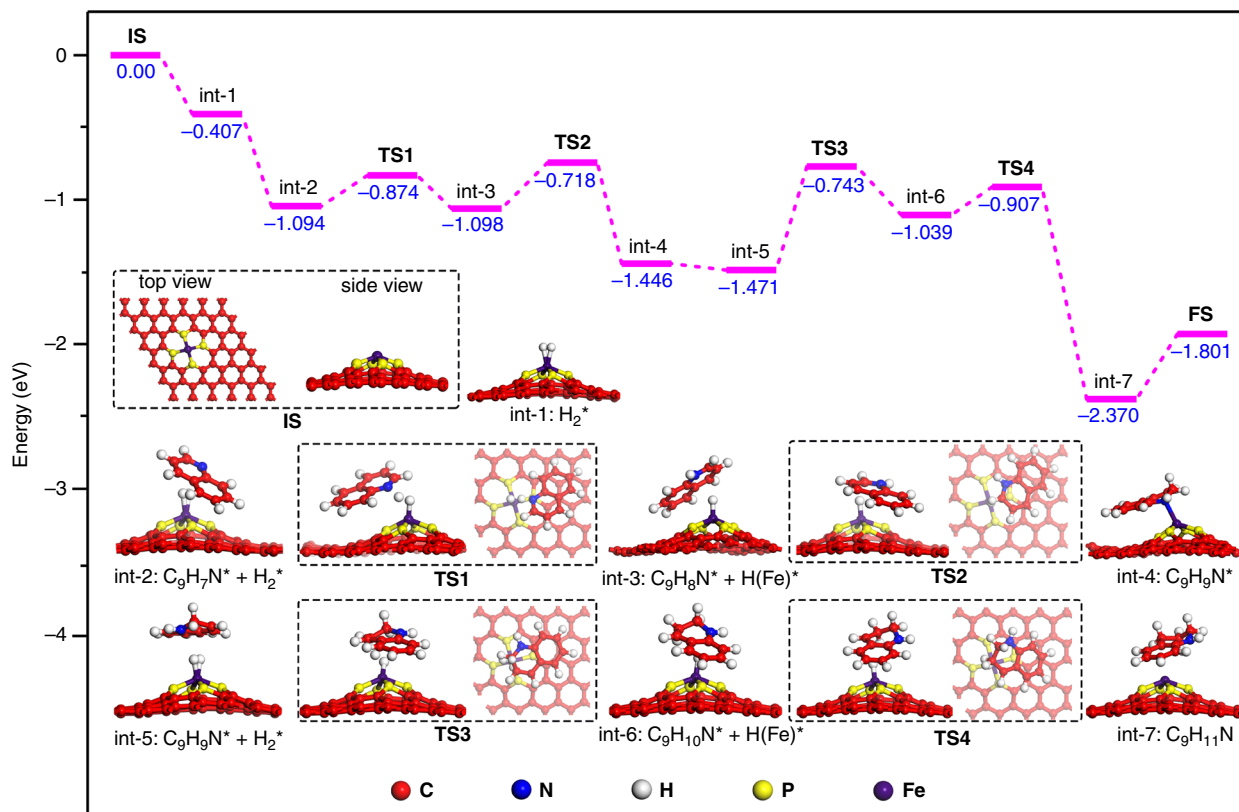 IS
0
0.00
int-1
−0.407
TS2
TS3
TS1
int-2
int-3
−0.718
−0.743
int-6
TS4
−1
−0.874
−0.907
−1.094
−1.098
−1.039
int-4
int-5
−1.446
−1.471
top view
side view
FS
−1.801
−2
int-7
−2.370
IS
int-1: H₂*
Energy (eV)
−3
int-2: C₉H₇N* + H₂*
TS1
int-3: C₉H₈N* + H(Fe)*
TS2
int-4: C₉H₉N*
−4
int-5: C₉H₉N* + H₂*
TS3
int-6: C₉H₁₀N* + H(Fe)*
TS4
int-7: C₉H₁₁N
C N H P Fe